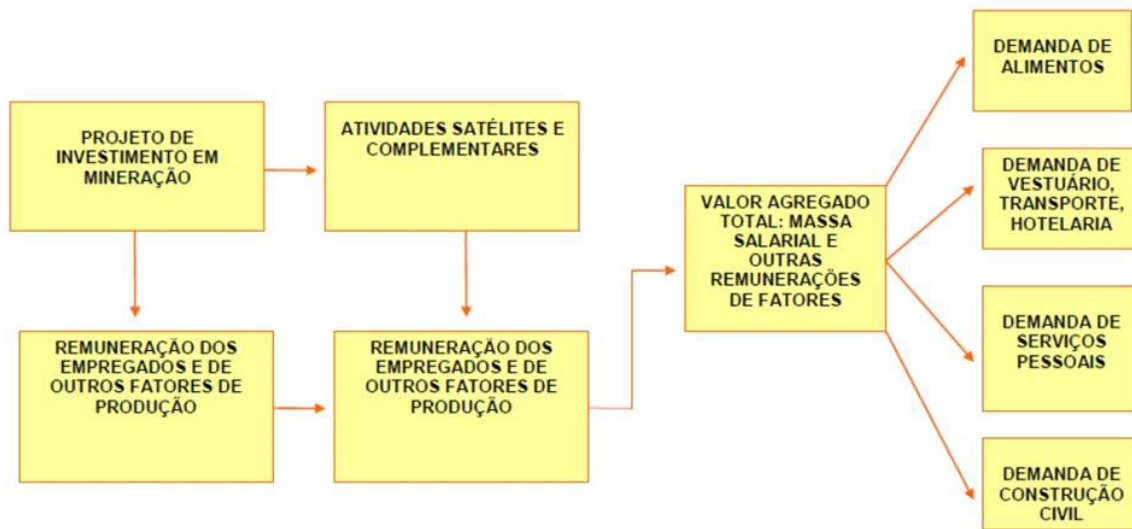 PROJETO DE
INVESTIMENTO EM
MINERAÇÃO
ATIVIDADES SATÉLITES E
COMPLEMENTARES
REMUNERAÇÃO DOS
EMPREGADOS E DE
OUTROS FATORES DE
PRODUÇÃO
REMUNERAÇÃO DOS
EMPREGADOS E DE
OUTROS FATORES DE
PRODUÇÃO
VALOR AGREGADO
TOTAL: MASSA
SALARIAL E
OUTRAS
REMUNERAÇÕES
DE FATORES
DEMANDA DE
ALIMENTOS
DEMANDA DE
VESTUÁRIO,
TRANSPORTE,
HOTELARIA
DEMANDA DE
SERVIÇOS
PESSOAIS
DEMANDA DE
CONSTRUÇÃO
CIVIL